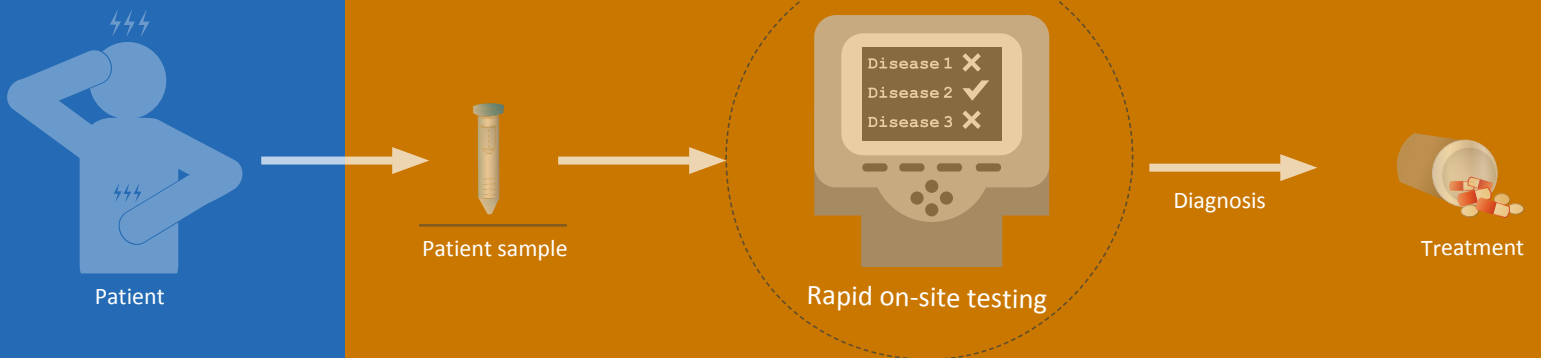 Patient
Patient sample
Disease 1 ✕
Disease 2 ✓
Disease 3 ✕
Rapid on-site testing
Diagnosis
Treatment